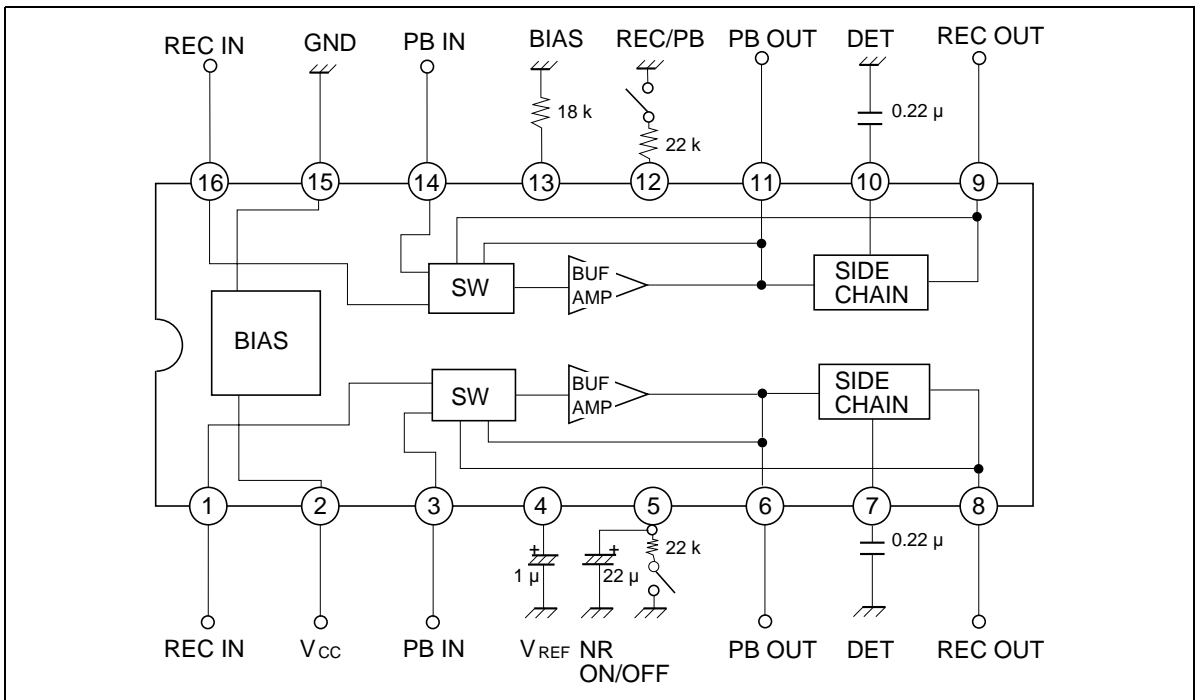 REC IN GND PB IN BIAS REC/PB PB OUT DET REC OUT
18 k 22 k 0.22 µ
16 15 14 13 12 11 10 9
SW BUF AMP SIDE CHAIN
BIAS
SW BUF AMP SIDE CHAIN
1 2 3 4 5 6 7 8
+ 1 µ + 22 µ 22 k 0.22 µ
REC IN VCC PB IN VREF NR ON/OFF PB OUT DET REC OUT